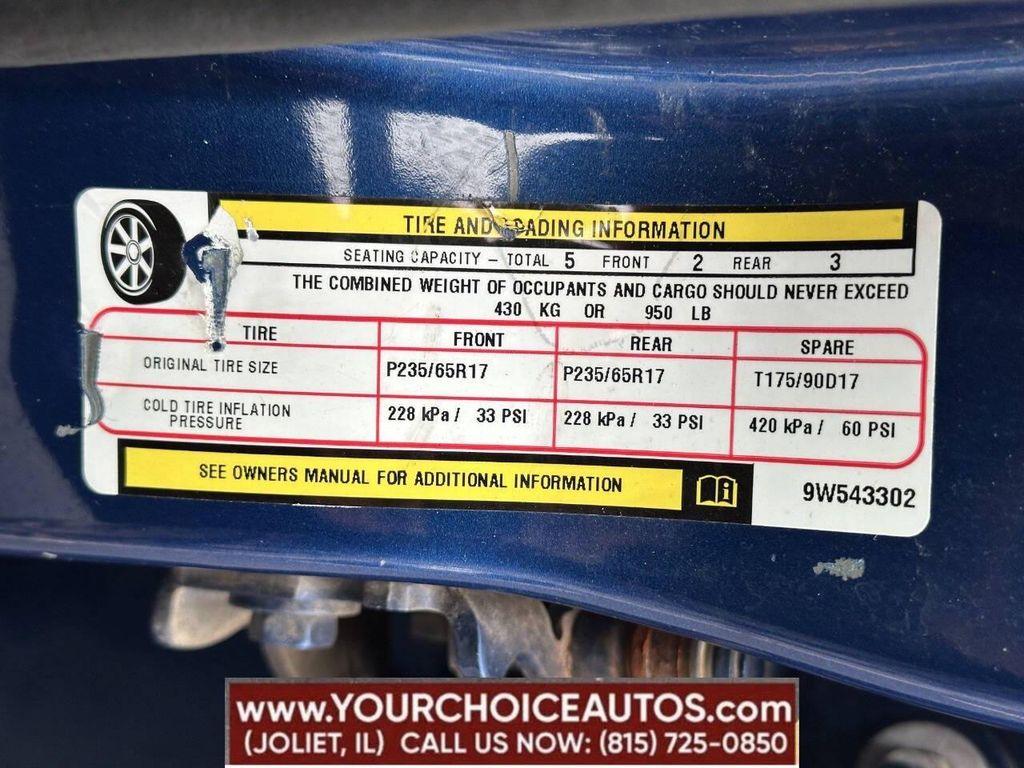 TIRE AND LOADING INFORMATION
SEATING CAPACITY – TOTAL 5 FRONT 2 REAR 3
THE COMBINED WEIGHT OF OCCUPANTS AND CARGO SHOULD NEVER EXCEED
430 KG OR 950 LB
TIRE FRONT REAR SPARE
ORIGINAL TIRE SIZE P235/65R17 P235/65R17 T175/90D17
COLD TIRE INFLATION PRESSURE 228 kPa / 33 PSI 228 kPa / 33 PSI 420 kPa / 60 PSI
SEE OWNERS MANUAL FOR ADDITIONAL INFORMATION
9W543302
www.YOURCHOICEAUTOS.com
(JOLIET, IL) CALL US NOW: (815) 725-0850